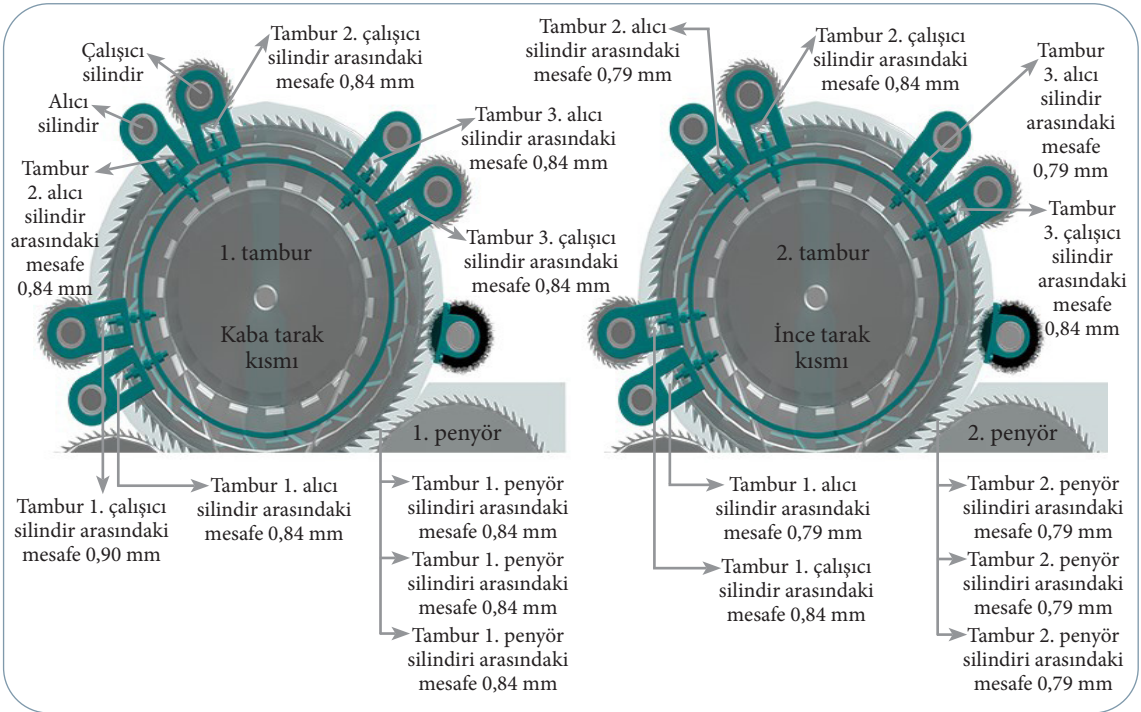 Çalışıcı
silindir
Alıcı
silindir
Tambur
2. alıcı
silindir
arasındaki
mesafe
0,84 mm
Tambur 2. çalışıcı
silindir arasındaki
mesafe 0,84 mm
Tambur 3. alıcı
silindir arasındaki
mesafe 0,84 mm
Tambur 3. çalışıcı
silindir arasındaki
mesafe 0,84 mm
1. tambur
Kaba tarak
kısmı
1. penyör
Tambur 1. çalışıcı
silindir arasındaki
mesafe 0,90 mm
Tambur 1. alıcı
silindir arasındaki
mesafe 0,84 mm
Tambur 1. penyör
silindiri arasındaki
mesafe 0,84 mm
Tambur 1. penyör
silindiri arasındaki
mesafe 0,84 mm
Tambur 1. penyör
silindiri arasındaki
mesafe 0,84 mm
Tambur 2. alıcı
silindir arasındaki
mesafe 0,79 mm
Tambur 2. çalışıcı
silindir arasındaki
mesafe 0,84 mm
Tambur
3. alıcı
silindir
arasındaki
mesafe
0,79 mm
Tambur
3. çalışıcı
silindir
arasındaki
mesafe
0,84 mm
2. tambur
İnce tarak
kısmı
2. penyör
Tambur 1. alıcı
silindir arasındaki
mesafe 0,79 mm
Tambur 1. çalışıcı
silindir arasındaki
mesafe 0,84 mm
Tambur 2. penyör
silindiri arasındaki
mesafe 0,79 mm
Tambur 2. penyör
silindiri arasındaki
mesafe 0,79 mm
Tambur 2. penyör
silindiri arasındaki
mesafe 0,79 mm